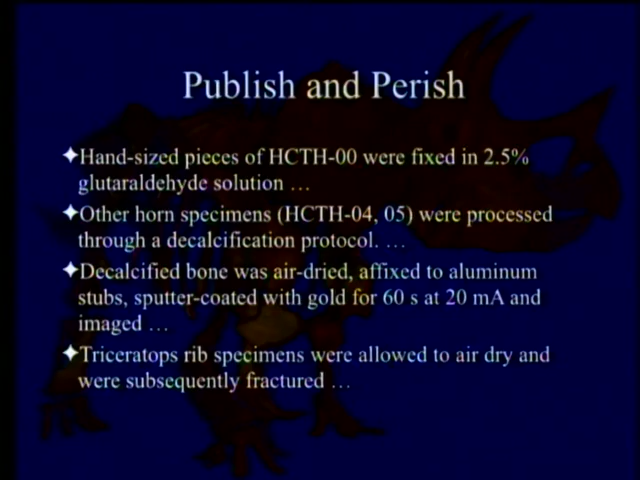 Publish and Perish
✦Hand-sized pieces of HCTH-00 were fixed in 2.5%
glutaraldehyde solution …
✦Other horn specimens (HCTH-04, 05) were processed
through a decalcification protocol. …
✦Decalcified bone was air-dried, affixed to aluminum
stubs, sputter-coated with gold for 60 s at 20 mA and
imaged …
✦Triceratops rib specimens were allowed to air dry and
were subsequently fractured …